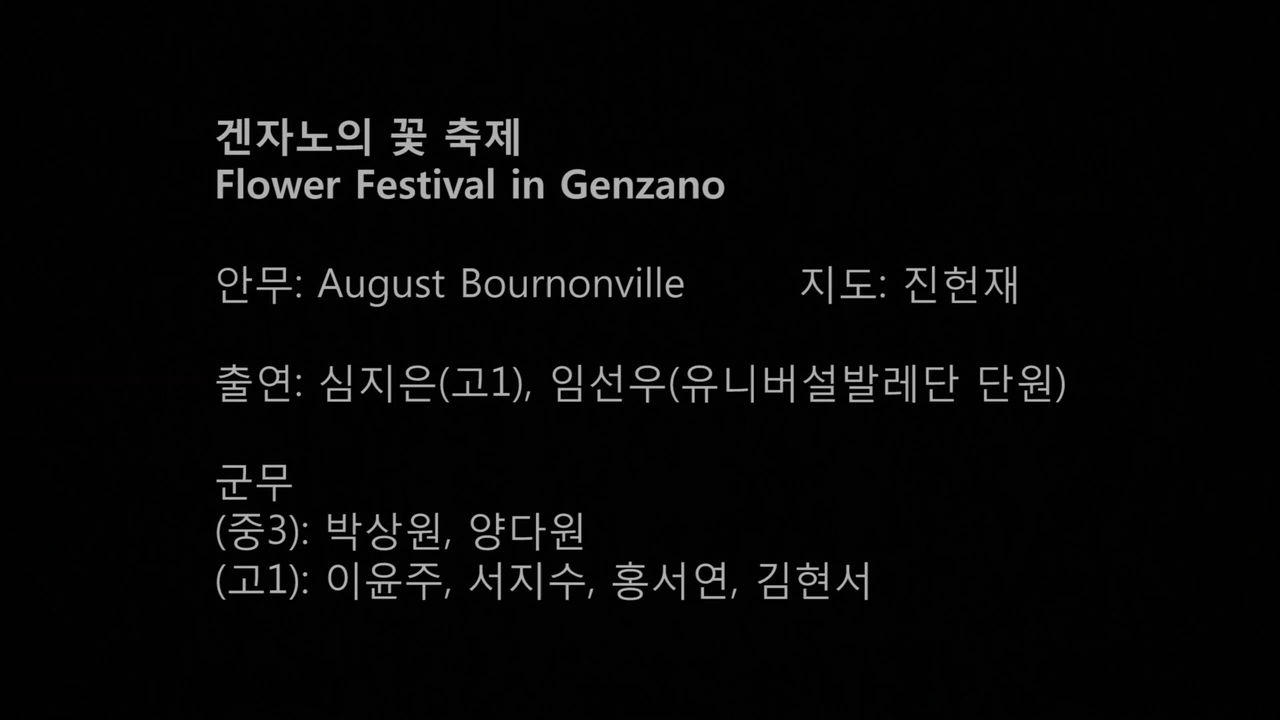 겐자노의 꽃 축제
Flower Festival in Genzano
안무: August Bournonville 지도: 진헌재
출연: 심지은(고1), 임선우(유니버설발레단 단원)
군무
(중3): 박상원, 양다원
(고1): 이윤주, 서지수, 홍서연, 김현서